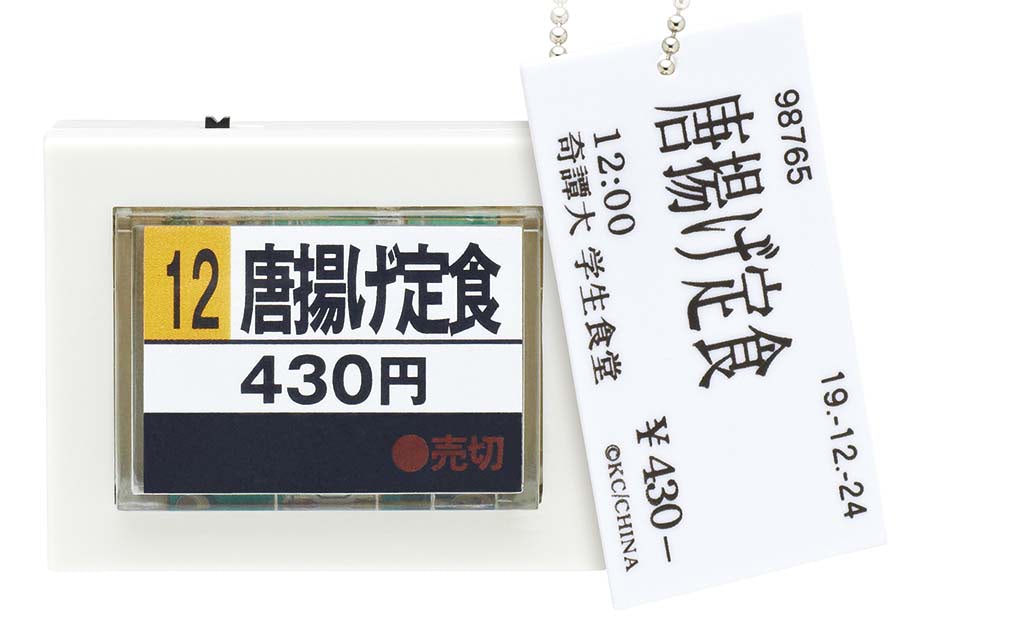 12 唐揚げ定食
430円
●売切
98765
唐揚げ定食
12:00
奇譚大 学生食堂
19.-12.-24
¥430−
©KC/CHINA